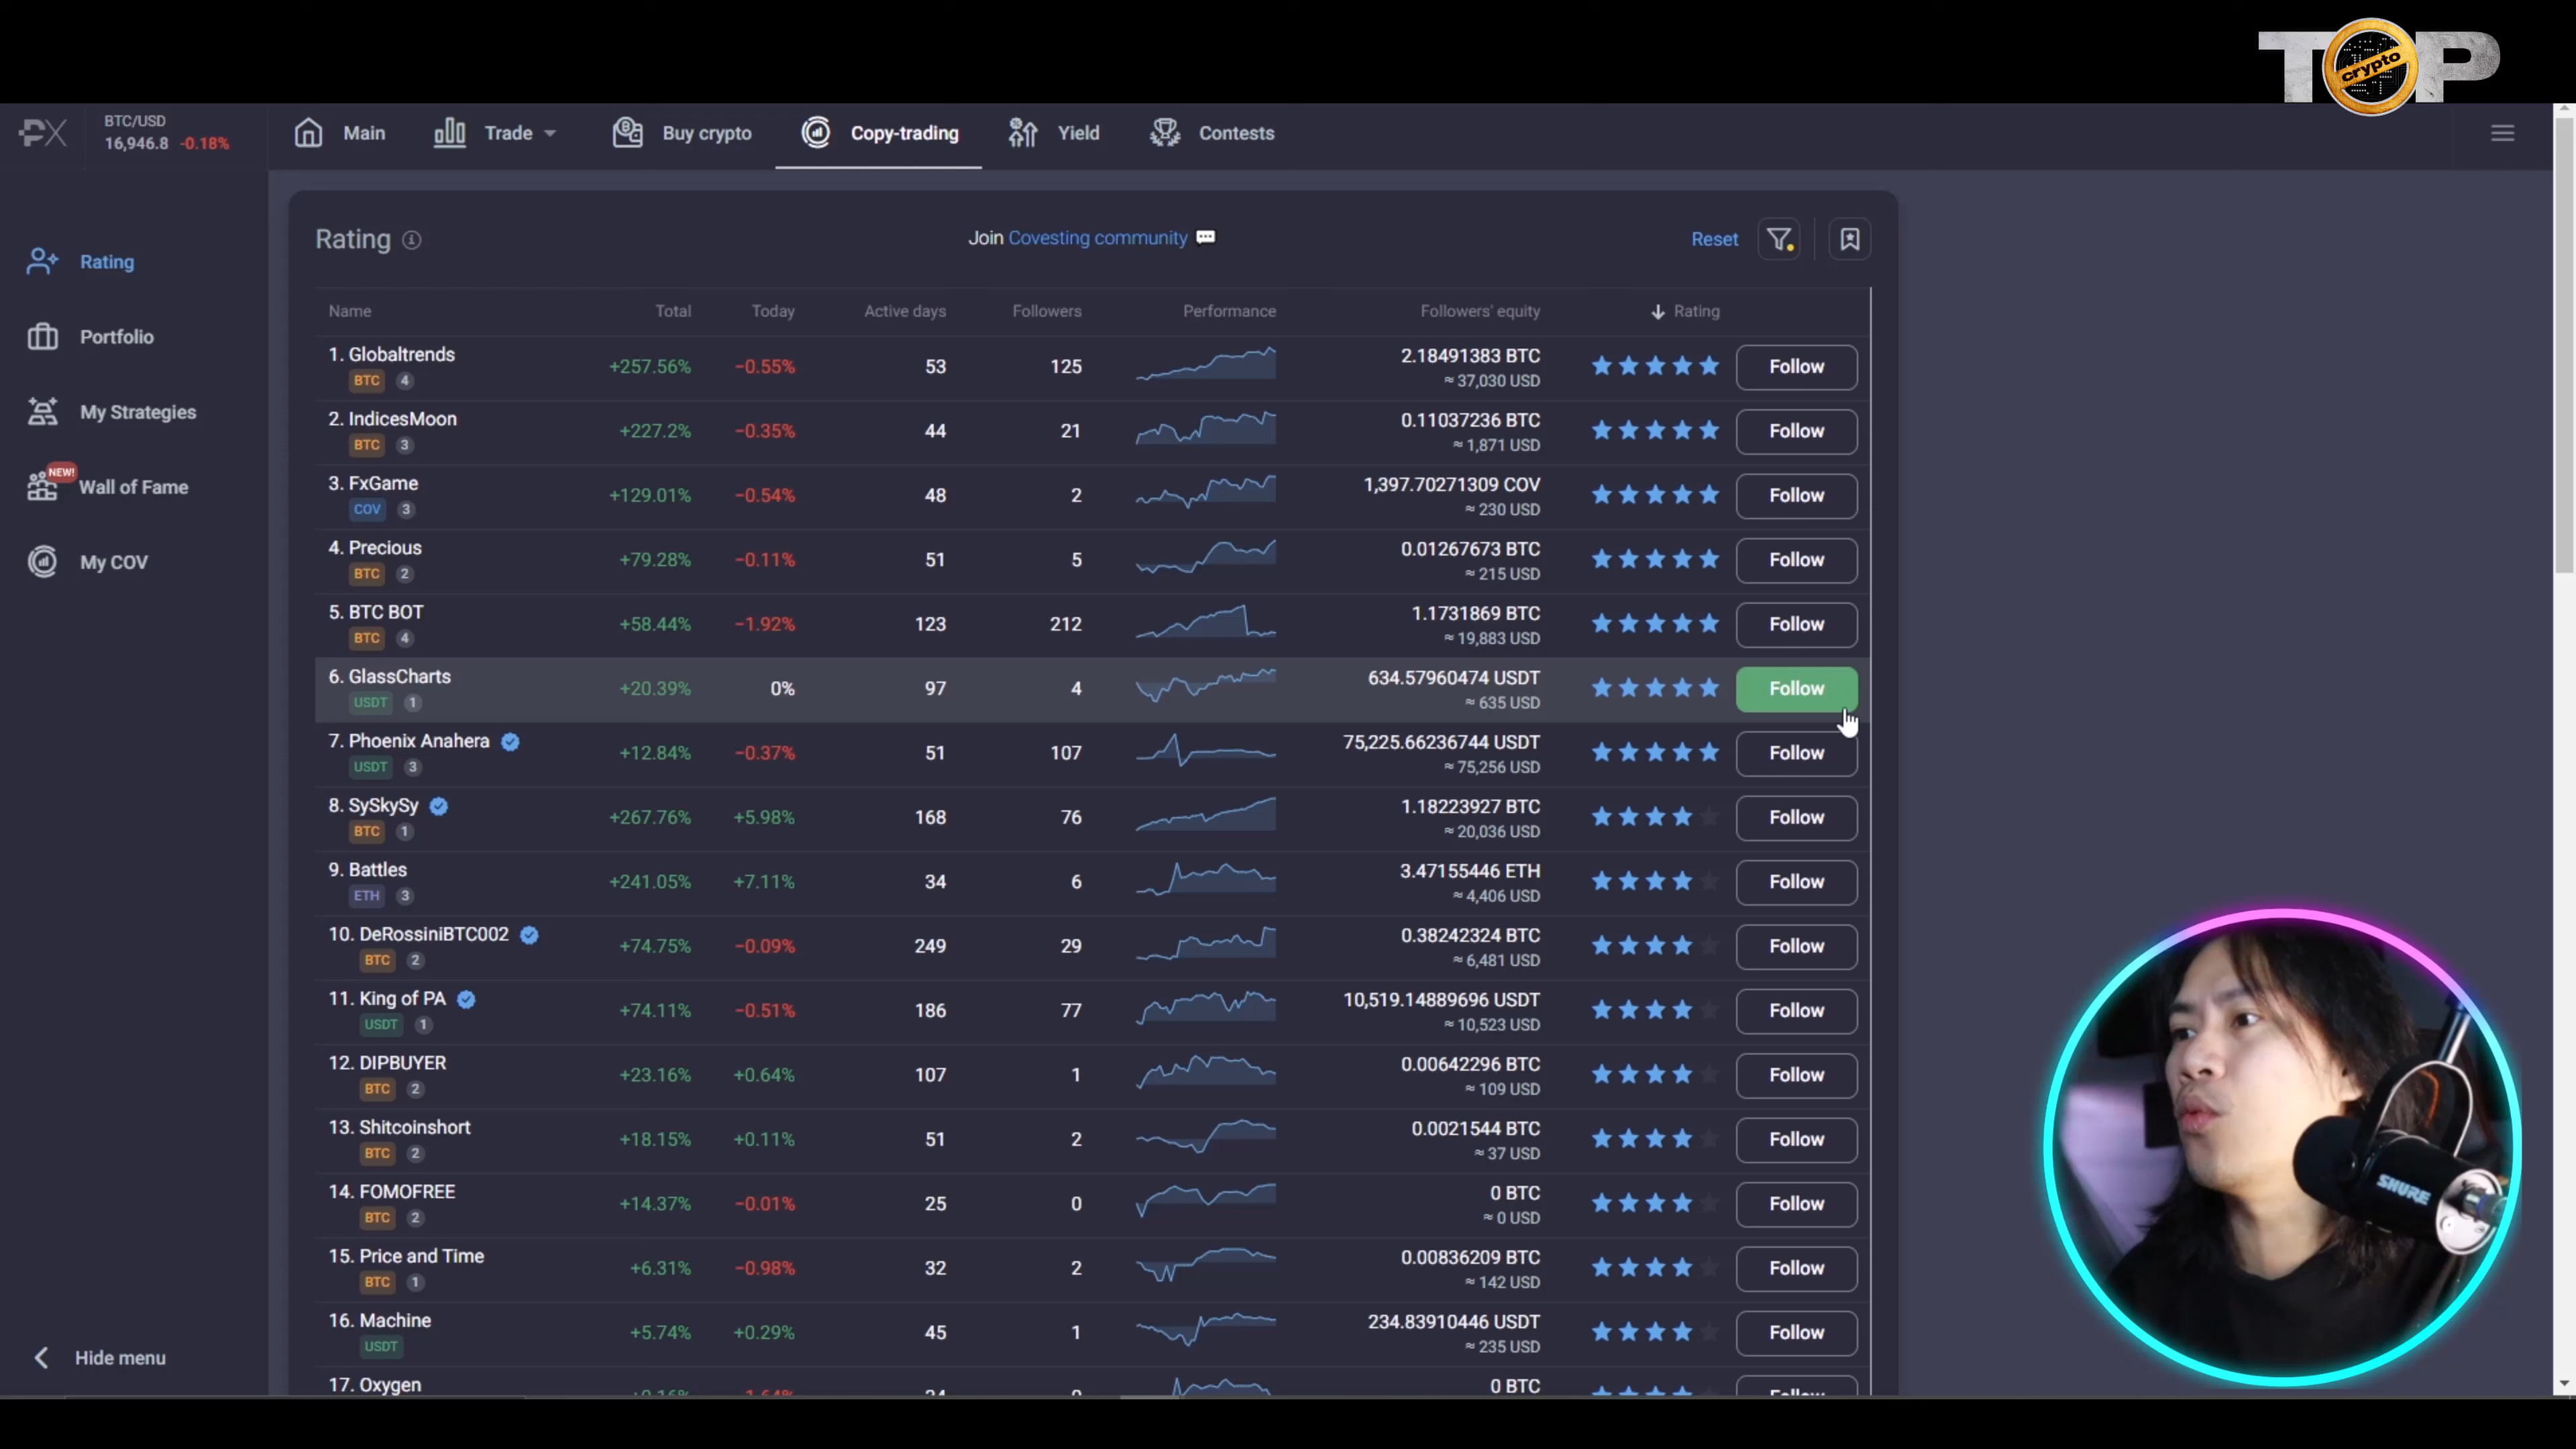 TOP
crypto
PX
BTC/USD
16,946.8 -0.18%
Main
Trade
Buy crypto
Copy-trading
Yield
Contests
Rating
Portfolio
My Strategies
NEW!
Wall of Fame
My COV
Hide menu
Rating
Join Covesting community
Reset
Name Total Today Active days Followers Performance Followers' equity Rating
1. Globaltrends +257.56% −0.55% 53 125 2.18491383 BTC Follow
BTC 4 ≈ 37,030 USD
2. IndicesMoon +227.2% −0.35% 44 21 0.11037236 BTC Follow
BTC 3 ≈ 1,871 USD
3. FxGame +129.01% −0.54% 48 2 1,397.70271309 COV Follow
COV 3 ≈ 230 USD
4. Precious +79.28% −0.11% 51 5 0.01267673 BTC Follow
BTC 2 ≈ 215 USD
5. BTC BOT +58.44% −1.92% 123 212 1.1731869 BTC Follow
BTC 4 ≈ 19,883 USD
6. GlassCharts +20.39% 0% 97 4 634.57960474 USDT Follow
USDT 1 ≈ 635 USD
7. Phoenix Anahera +12.84% −0.37% 51 107 75,225.66236744 USDT Follow
USDT 3 ≈ 75,256 USD
8. SySkySy +267.76% +5.98% 168 76 1.18223927 BTC Follow
BTC 1 ≈ 20,036 USD
9. Battles +241.05% +7.11% 34 6 3.47155446 ETH Follow
ETH 3 ≈ 4,406 USD
10. DeRossiniBTC002 +74.75% −0.09% 249 29 0.38242324 BTC Follow
BTC 2 ≈ 6,481 USD
11. King of PA +74.11% −0.51% 186 77 10,519.14889696 USDT Follow
USDT 1 ≈ 10,523 USD
12. DIPBUYER +23.16% +0.64% 107 1 0.00642296 BTC Follow
BTC 2 ≈ 109 USD
13. Shitcoinshort +18.15% +0.11% 51 2 0.0021544 BTC Follow
BTC 2 ≈ 37 USD
14. FOMOFREE +14.37% −0.01% 25 0 0 BTC Follow
BTC 2 ≈ 0 USD
15. Price and Time +6.31% −0.98% 32 2 0.00836209 BTC Follow
BTC 1 ≈ 142 USD
16. Machine +5.74% +0.29% 45 1 234.83910446 USDT Follow
USDT ≈ 235 USD
17. Oxygen 0 BTC
SHURE